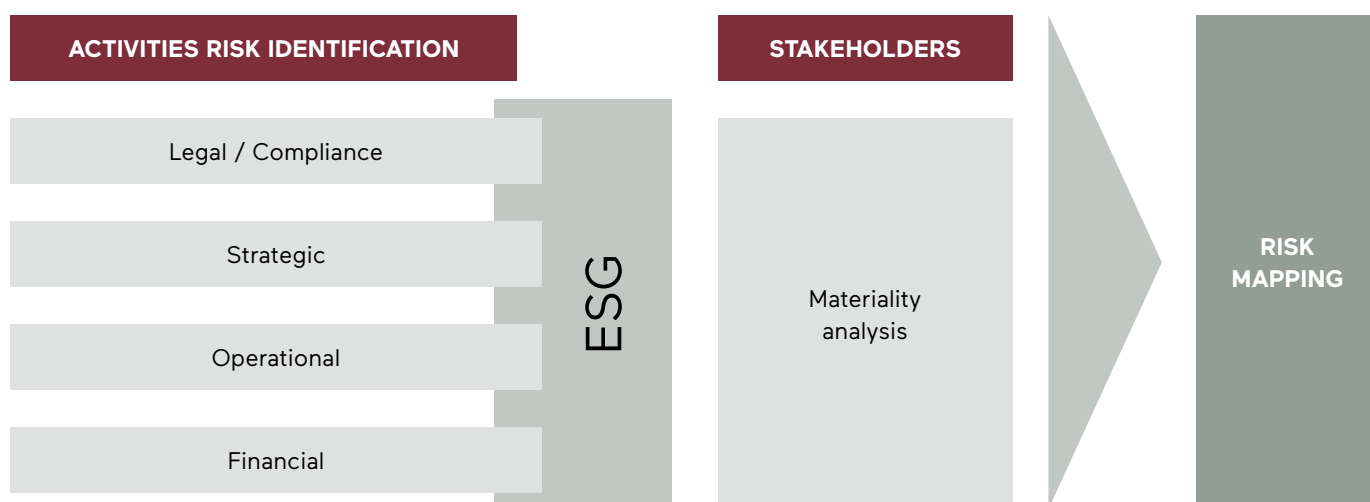 ACTIVITIES RISK IDENTIFICATION
Legal / Compliance
Strategic
Operational
Financial
ESG
STAKEHOLDERS
Materiality
analysis
RISK
MAPPING